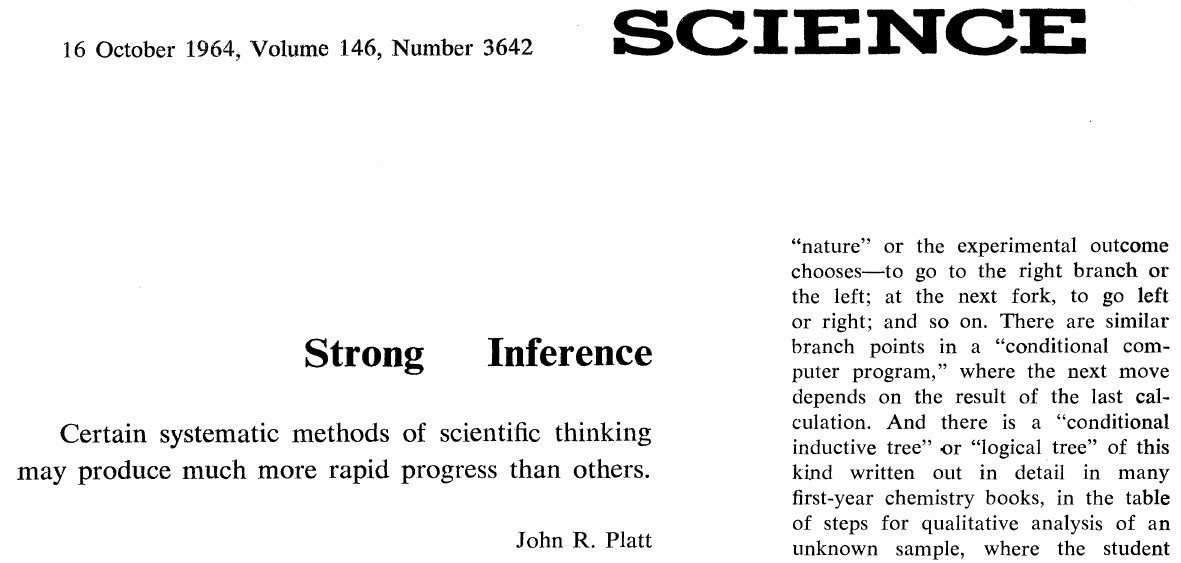 16 October 1964, Volume 146, Number 3642
SCIENCE
Strong Inference
Certain systematic methods of scientific thinking
may produce much more rapid progress than others.
John R. Platt
“nature” or the experimental outcome
chooses—to go to the right branch or
the left; at the next fork, to go left
or right; and so on. There are similar
branch points in a “conditional com-
puter program,” where the next move
depends on the result of the last cal-
culation. And there is a “conditional
inductive tree” or “logical tree” of this
kind written out in detail in many
first-year chemistry books, in the table
of steps for qualitative analysis of an
unknown sample, where the student